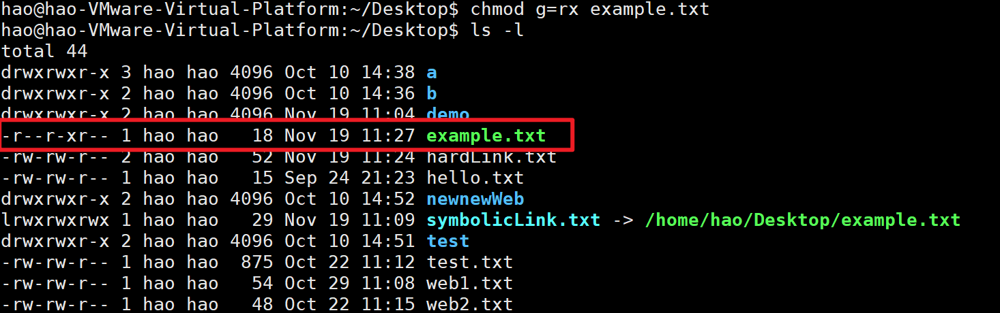 hao@hao-VMware-Virtual-Platform:~/Desktop$ chmod g=rx example.txt
hao@hao-VMware-Virtual-Platform:~/Desktop$ ls -l
total 44
drwxrwxr-x 3 hao hao 4096 Oct 10 14:38 a
drwxrwxr-x 2 hao hao 4096 Oct 10 14:36 b
drwxrwxr-x 2 hao hao 4096 Nov 19 11:04 demo
-r--r-xr-- 1 hao hao   18 Nov 19 11:27 example.txt
-rw-rw-r-- 2 hao hao   52 Nov 19 11:24 hardLink.txt
-rw-rw-r-- 1 hao hao   15 Sep 24 21:23 hello.txt
drwxrwxr-x 2 hao hao 4096 Oct 10 14:52 newnewWeb
lrwxrwxrwx 1 hao hao   29 Nov 19 11:09 symbolicLink.txt -> /home/hao/Desktop/example.txt
drwxrwxr-x 2 hao hao 4096 Oct 10 14:51 test
-rw-rw-r-- 1 hao hao  875 Oct 22 11:12 test.txt
-rw-rw-r-- 1 hao hao   54 Oct 29 11:08 web1.txt
-rw-rw-r-- 1 hao hao   48 Oct 22 11:15 web2.txt